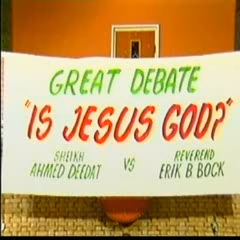 GREAT DEBATE
"IS JESUS GOD?"
SHEIKH
AHMED DEEDAT
VS
REVEREND
ERIK B BOCK